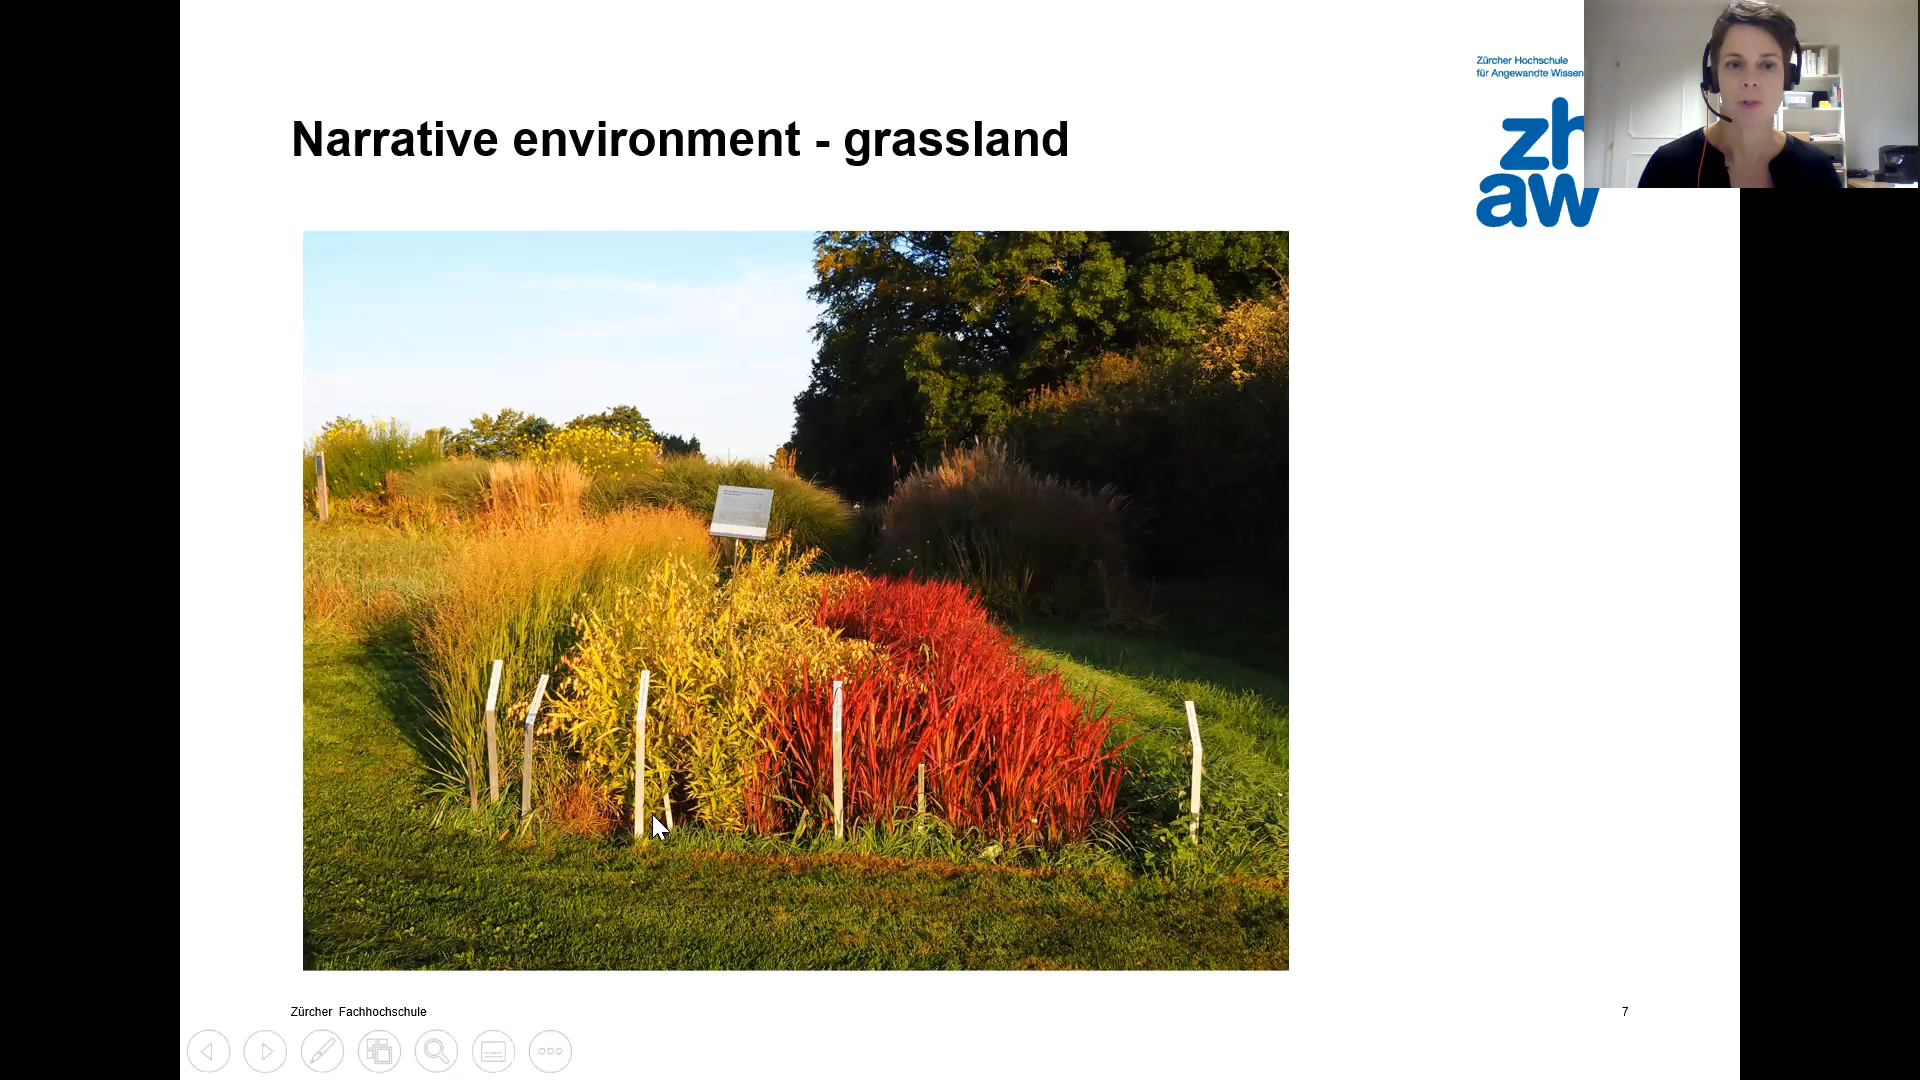 Zürcher Hochschule
für Angewandte Wissen
zh
aw
Narrative environment - grassland
Zürcher Fachhochschule
7